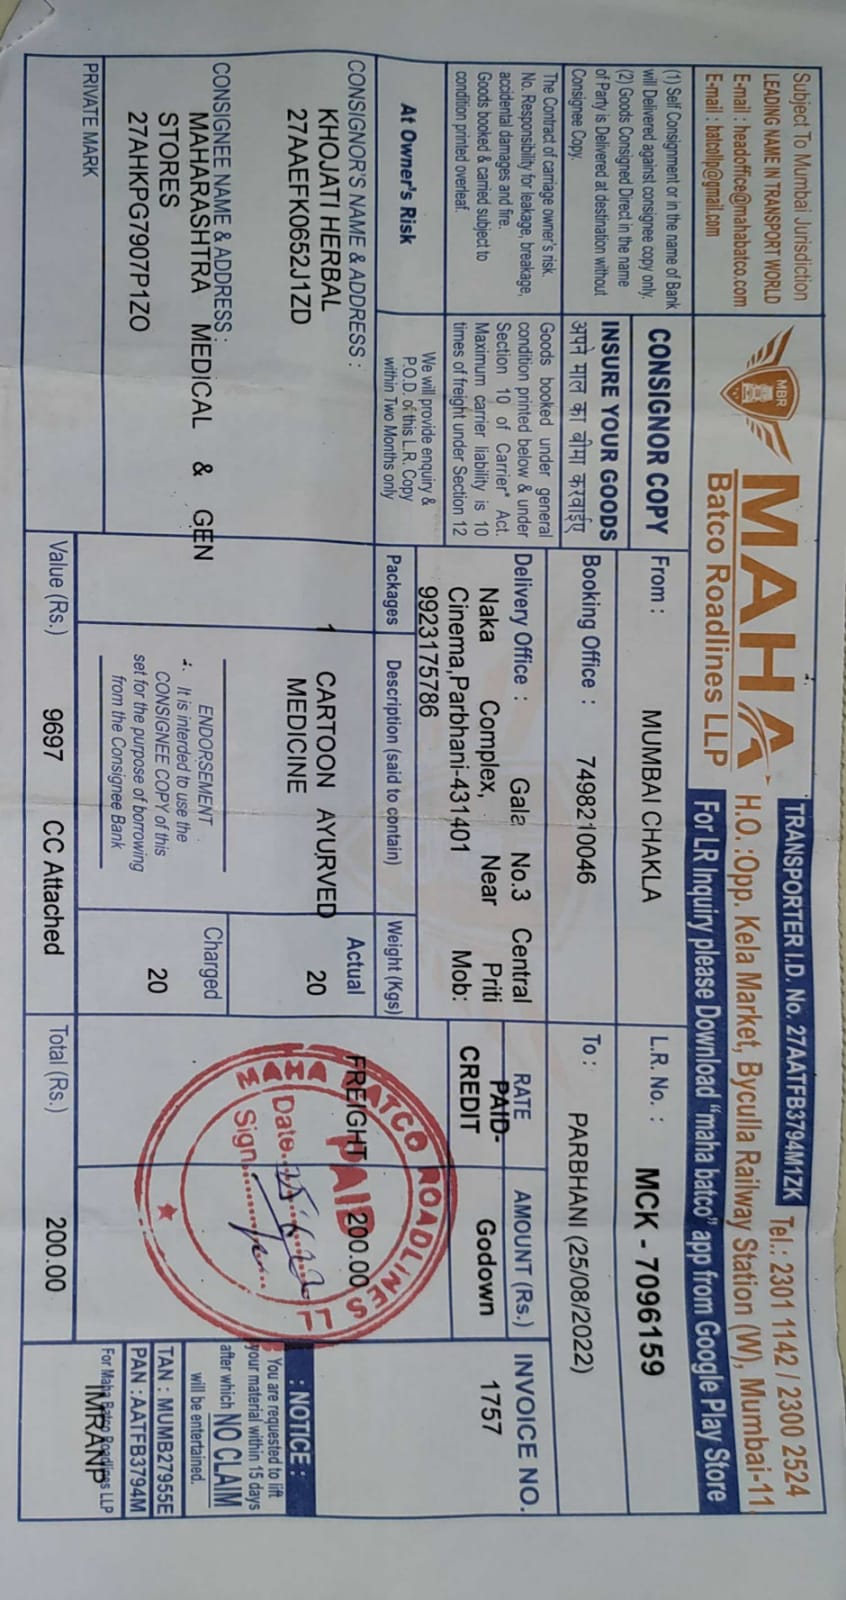 Subject To Mumbai Jurisdiction
LEADING NAME IN TRANSPORT WORLD
E-mail : headoffice@mahabatco.com
E-mail : batcollp@gmail.com
MBR
MAHA
Batco Roadlines LLP
TRANSPORTER I.D. No. 27AATFB3794M1ZK
Tel.: 2301 1142 / 2300 2524
H.O. :Opp. Kela Market, Byculla Railway Station (W), Mumbai-11
For LR Inquiry please Download "maha batco" app from Google Play Store
(1) Self Consignment or in the name of Bank
will Delivered against consignee copy only.
(2) Goods Consigned Direct in the name
of Party is Delivered at destination without
Consignee Copy.
CONSIGNOR COPY
INSURE YOUR GOODS
अपने माल का बीमा करवाईए
From : MUMBAI CHAKLA
L.R. No. : MCK - 7096159
Booking Office : 7498210046
To : PARBHANI (25/08/2022)
The Contract of carriage owner's risk.
No. Responsibility for leakage, breakage,
accidental damages and fire.
Goods booked & carried subject to
condition printed overleaf.
Goods booked under general
condition printed below & under
Section 10 of Carrier" Act.
Maximum carrier liability is 10
times of freight under Section 12
Delivery Office : Gala No.3 Central
Naka Complex, Near Priti
Cinema,Parbhani-431401 Mob:
9923175786
RATE
PAID-
CREDIT
AMOUNT (Rs.)
Godown
INVOICE NO.
1757
At Owner's Risk
We will provide enquiry &
P.O.D. of this L.R. Copy
within Two Months only
Packages
Description (said to contain)
Weight (Kgs)
CONSIGNOR'S NAME & ADDRESS :
KHOJATI HERBAL
27AAEFK0652J1ZD
1
CARTOON AYURVED
MEDICINE
Actual
20
FREIGHT 200.00
MAHA BATCO ROADLINES LLP
PAID
Date
Sign
: NOTICE :
You are requested to lift
your material within 15 days
after which NO CLAIM
will be entertained.
CONSIGNEE NAME & ADDRESS :
MAHARASHTRA MEDICAL & GEN
STORES
27AHKPG7907P1ZO
ENDORSEMENT
It is interded to use the
CONSIGNEE COPY of this
set for the purpose of borrowing
from the Consignee Bank
Charged
20
TAN : MUMB27955E
PAN : AATFB3794M
PRIVATE MARK
For Maha Batco Roadlines LLP
IMRANP
Value (Rs.) 9697 CC Attached
Total (Rs.) 200.00